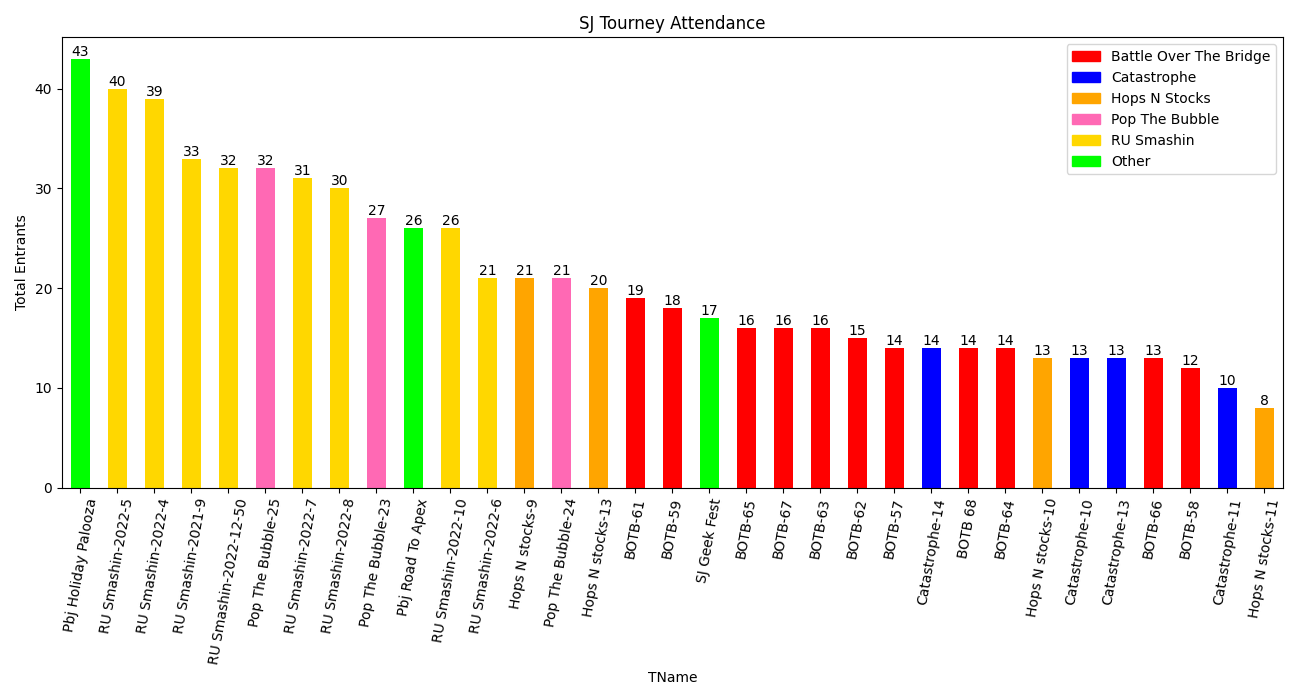 SJ Tourney Attendance
Battle Over The Bridge
Catastrophe
Hops N Stocks
Pop The Bubble
RU Smashin
Other
Total Entrants
40
30
20
10
0
43
40
39
33
32
32
31
30
27
26
26
21
21
21
20
19
18
17
16
16
16
15
14
14
14
14
13
13
13
13
12
10
8
Pbj Holiday Palooza
RU Smashin-2022-5
RU Smashin-2022-4
RU Smashin-2021-9
RU Smashin-2022-12-50
Pop The Bubble-25
RU Smashin-2022-7
RU Smashin-2022-8
Pop The Bubble-23
Pbj Road To Apex
RU Smashin-2022-10
RU Smashin-2022-6
Hops N stocks-9
Pop The Bubble-24
Hops N stocks-13
BOTB-61
BOTB-59
SJ Geek Fest
BOTB-65
BOTB-67
BOTB-63
BOTB-62
BOTB-57
Catastrophe-14
BOTB 68
BOTB-64
Hops N stocks-10
Catastrophe-10
Catastrophe-13
BOTB-66
BOTB-58
Catastrophe-11
Hops N stocks-11
TName